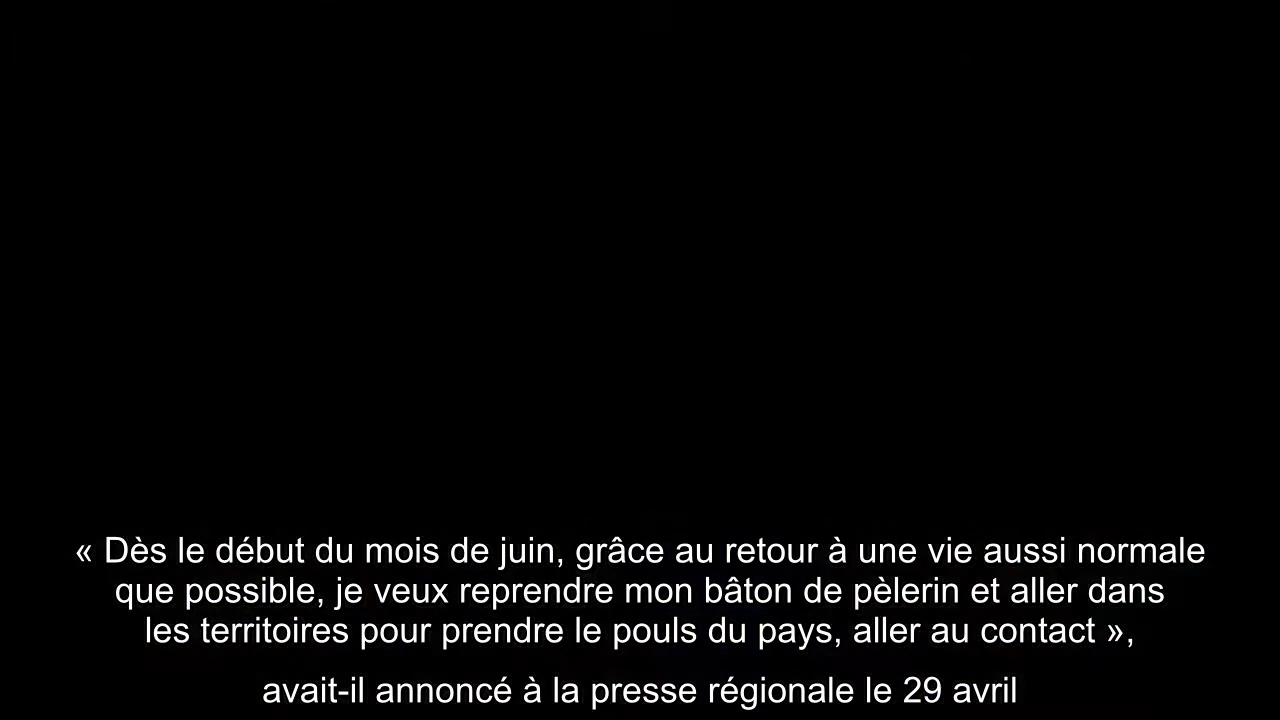 « Dès le début du mois de juin, grâce au retour à une vie aussi normale
que possible, je veux reprendre mon bâton de pèlerin et aller dans
les territoires pour prendre le pouls du pays, aller au contact »,
avait-il annoncé à la presse régionale le 29 avril